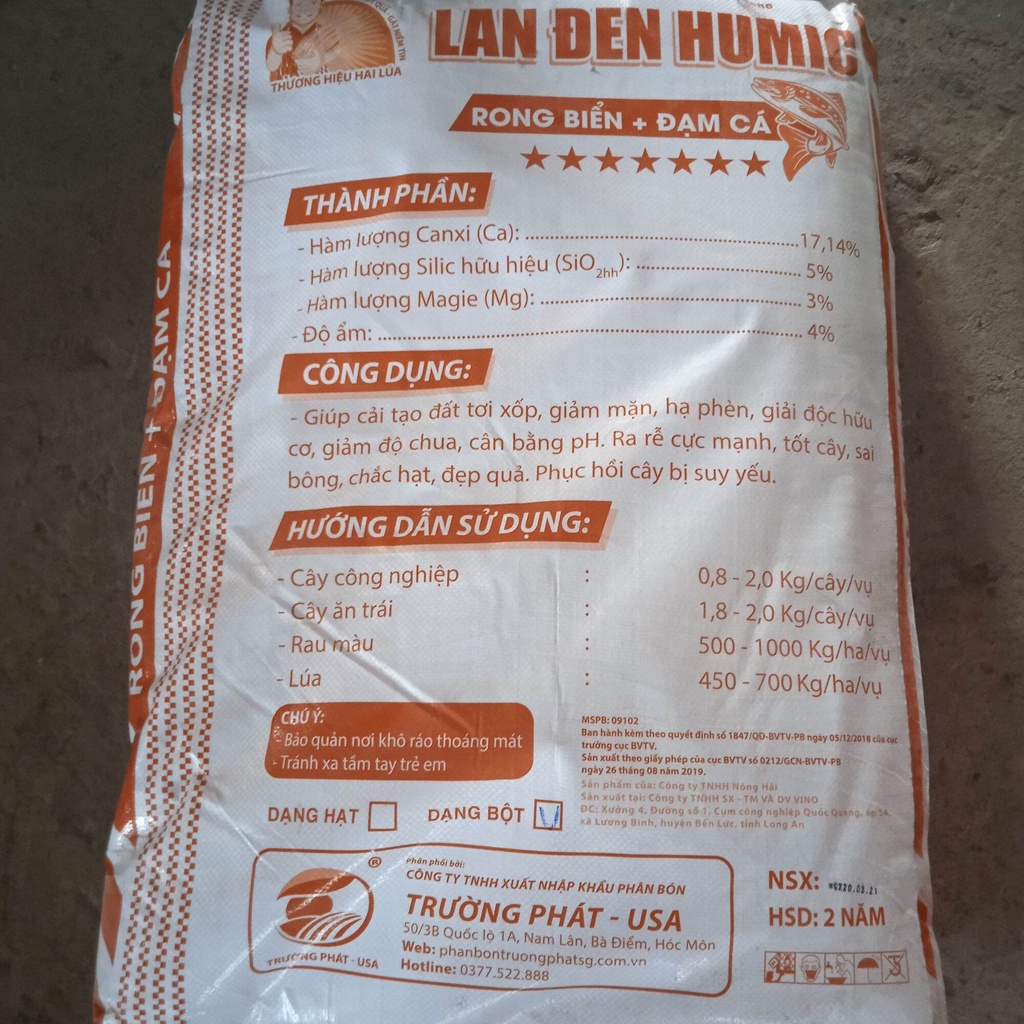 THƯƠNG HIỆU HAI LÚA
LÂN ĐEN HUMIC
RONG BIỂN + ĐẠM CÁ
THÀNH PHẦN:
- Hàm lượng Canxi (Ca): 17,14%
- Hàm lượng Silic hữu hiệu (SiO2hh): 5%
- Hàm lượng Magie (Mg): 3%
- Độ ẩm: 4%
CÔNG DỤNG:
- Giúp cải tạo đất tơi xốp, giảm mặn, hạ phèn, giải độc hữu
cơ, giảm độ chua, cân bằng pH. Ra rễ cực mạnh, tốt cây, sai
bông, chắc hạt, đẹp quả. Phục hồi cây bị suy yếu.
HƯỚNG DẪN SỬ DỤNG:
- Cây công nghiệp : 0,8 - 2,0 Kg/cây/vụ
- Cây ăn trái : 1,8 - 2,0 Kg/cây/vụ
- Rau màu : 500 - 1000 Kg/ha/vụ
- Lúa : 450 - 700 Kg/ha/vụ
CHÚ Ý:
- Bảo quản nơi khô ráo thoáng mát
- Tránh xa tầm tay trẻ em
MSPB: 09102
Ban hành kèm theo quyết định số 1847/QĐ-BVTV-PB ngày 05/12/2018 của cục
trưởng cục BVTV.
Sản xuất theo giấy phép của cục BVTV số 0212/GCN-BVTV-PB
ngày 26 tháng 08 năm 2019.
Sản phẩm của: Công ty TNHH Nông Hải
Sản xuất tại: Công ty TNHH SX - TM VÀ DV VINO
ĐC: Xưởng 4, Đường số 1, Cụm công nghiệp Quốc Quang, ấp 5A,
xã Lương Bình, huyện Bến Lức, tỉnh Long An
DẠNG HẠT DẠNG BỘT
Phân phối bởi:
CÔNG TY TNHH XUẤT NHẬP KHẨU PHÂN BÓN
TRƯỜNG PHÁT - USA
50/3B Quốc lộ 1A, Nam Lân, Bà Điểm, Hóc Môn
Web: phanbontruongphatsg.com.vn
Hotline: 0377.522.888
®
TRƯỜNG PHÁT - USA
NSX:
HSD: 2 NĂM
RONG BIỂN + ĐẠM CÁ